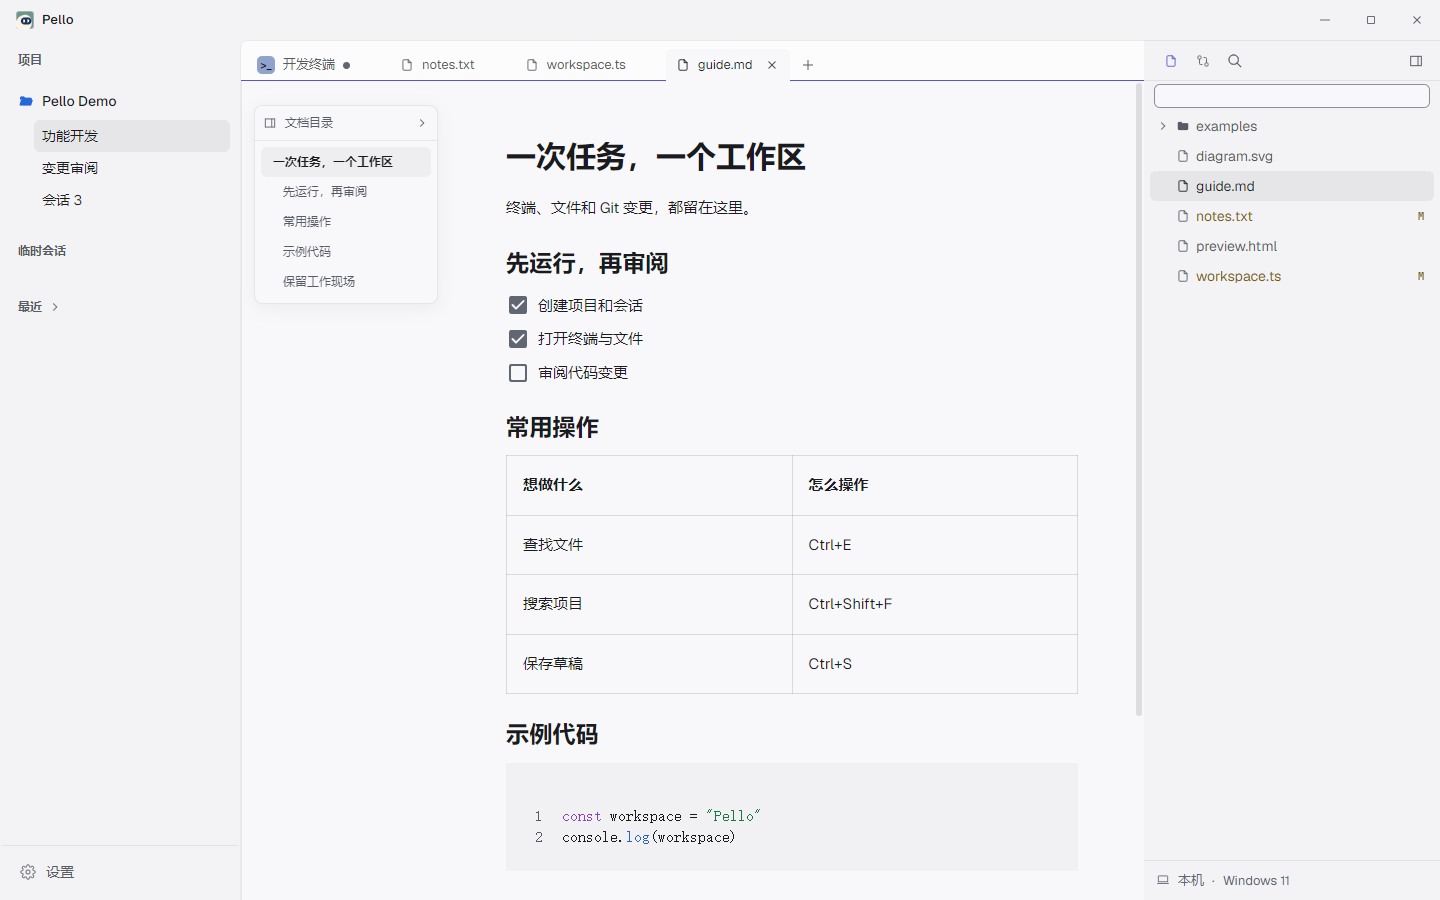 Pello
项目
Pello Demo
功能开发
变更审阅
会话 3
临时会话
最近
设置
>_ 开发终端
notes.txt
workspace.ts
guide.md
文档目录
一次任务，一个工作区
先运行，再审阅
常用操作
示例代码
保留工作现场
一次任务，一个工作区
终端、文件和 Git 变更，都留在这里。
先运行，再审阅
创建项目和会话
打开终端与文件
审阅代码变更
常用操作
想做什么 怎么操作
查找文件 Ctrl+E
搜索项目 Ctrl+Shift+F
保存草稿 Ctrl+S
示例代码
1 const workspace = "Pello"
2 console.log(workspace)
examples
diagram.svg
guide.md
notes.txt M
preview.html
workspace.ts M
本机 · Windows 11